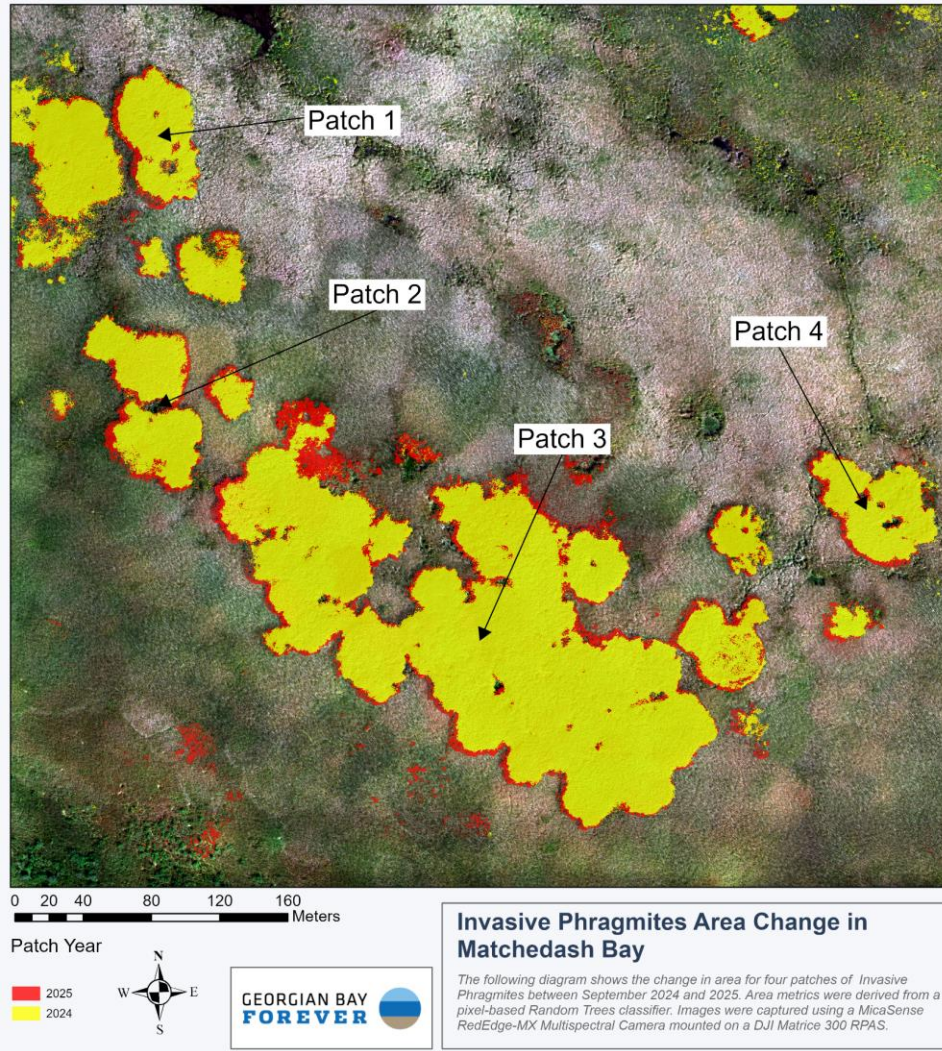 Patch 1
Patch 2
Patch 4
Patch 3
0 20 40 80 120 160
Meters
Patch Year
2025
2024
N
W E
S
GEORGIAN BAY
FOREVER
Invasive Phragmites Area Change in
Matchedash Bay
The following diagram shows the change in area for four patches of Invasive
Phragmites between September 2024 and 2025. Area metrics were derived from a
pixel-based Random Trees classifier. Images were captured using a MicaSense
RedEdge-MX Multispectral Camera mounted on a DJI Matrice 300 RPAS.